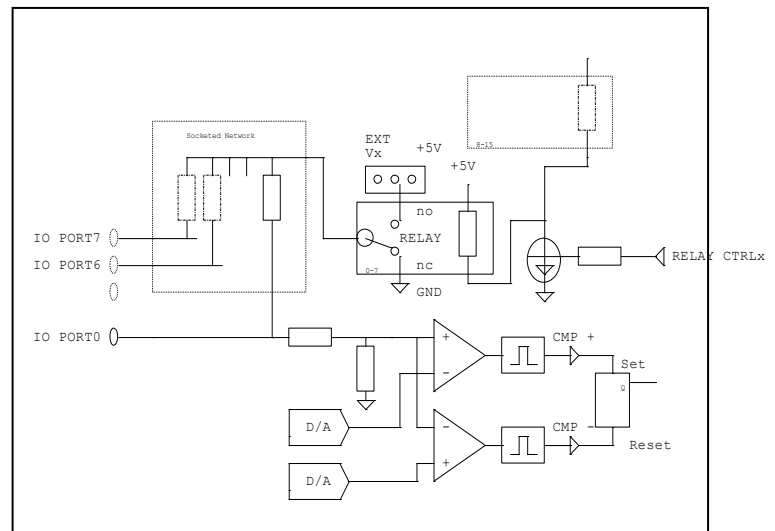 8-15
Socketed Network
EXT
Vx
+5V
+5V
no
RELAY
0-7
nc
GND
RELAY CTRLx
IO PORT7
IO PORT6
IO PORT0
+
-
CMP +
Set
Q
D/A
-
+
CMP -
Reset
D/A